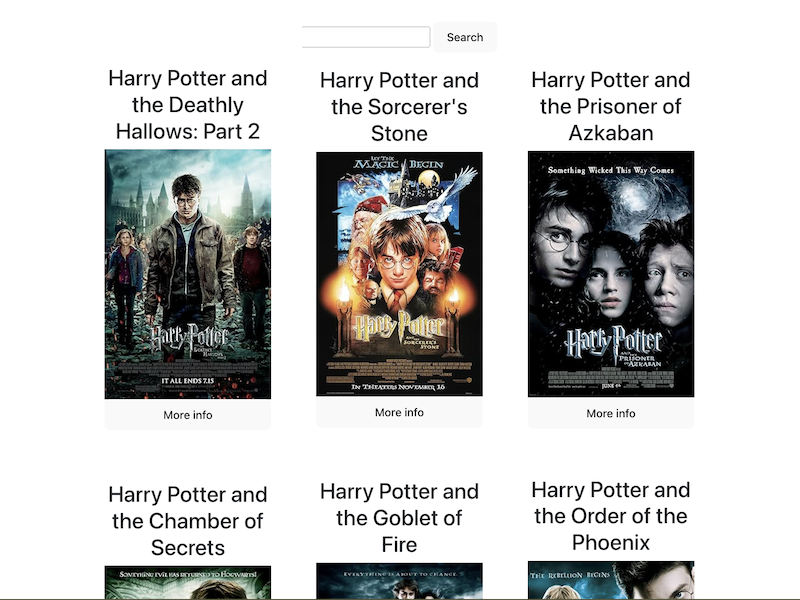 Search
Harry Potter and
the Deathly
Hallows: Part 2
Harry Potter
IT ALL ENDS 7.15
More info
Harry Potter and
the Sorcerer's
Stone
LET THE
MAGIC BEGIN
Harry Potter
AND THE
SORCERER'S STONE
IN THEATERS NOVEMBER 16
More info
Harry Potter and
the Prisoner of
Azkaban
Something Wicked This Way Comes
Harry Potter
AND THE
PRISONER
OF AZKABAN
JUNE
More info
Harry Potter and
the Chamber of
Secrets
SOMETHING EVIL HAS RETURNED TO HOGWARTS!
Harry Potter and
the Goblet of
Fire
EVERYTHING IS ABOUT TO CHANGE
Harry Potter and
the Order of the
Phoenix
THE REBELLION BEGINS